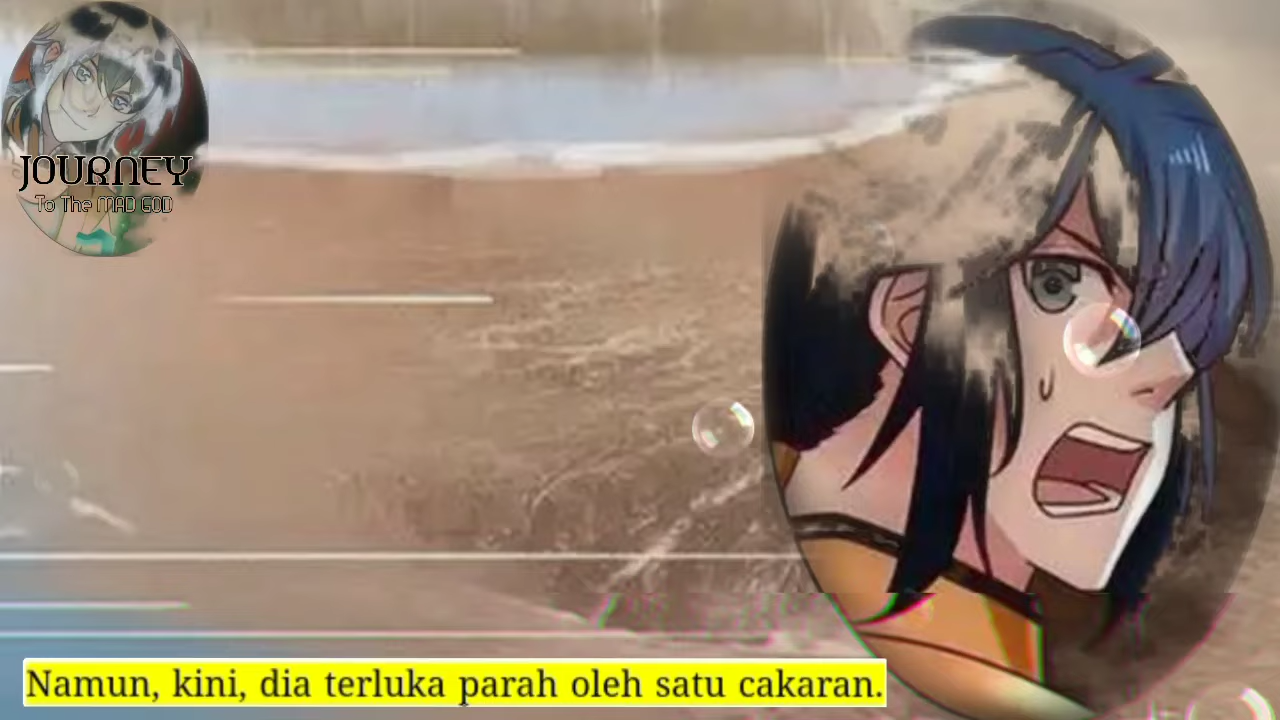 JOURNEY
To The MAD GOD
Namun, kini, dia terluka parah oleh satu cakaran.